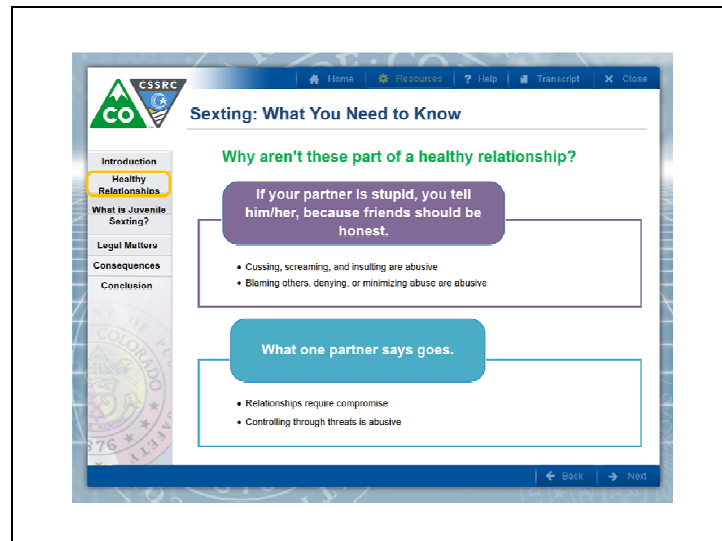 CSSRC
CO
Home
Resources
? Help
Transcript
Close
Sexting: What You Need to Know
Introduction
Healthy
Relationships
What is Juvenile
Sexting?
Legal Matters
Consequences
Conclusion
Why aren't these part of a healthy relationship?
If your partner is stupid, you tell
him/her, because friends should be
honest.
• Cussing, screaming, and insulting are abusive
• Blaming others, denying, or minimizing abuse are abusive
What one partner says goes.
• Relationships require compromise
• Controlling through threats is abusive
COLORADO
SAFETY
876
Back
Next